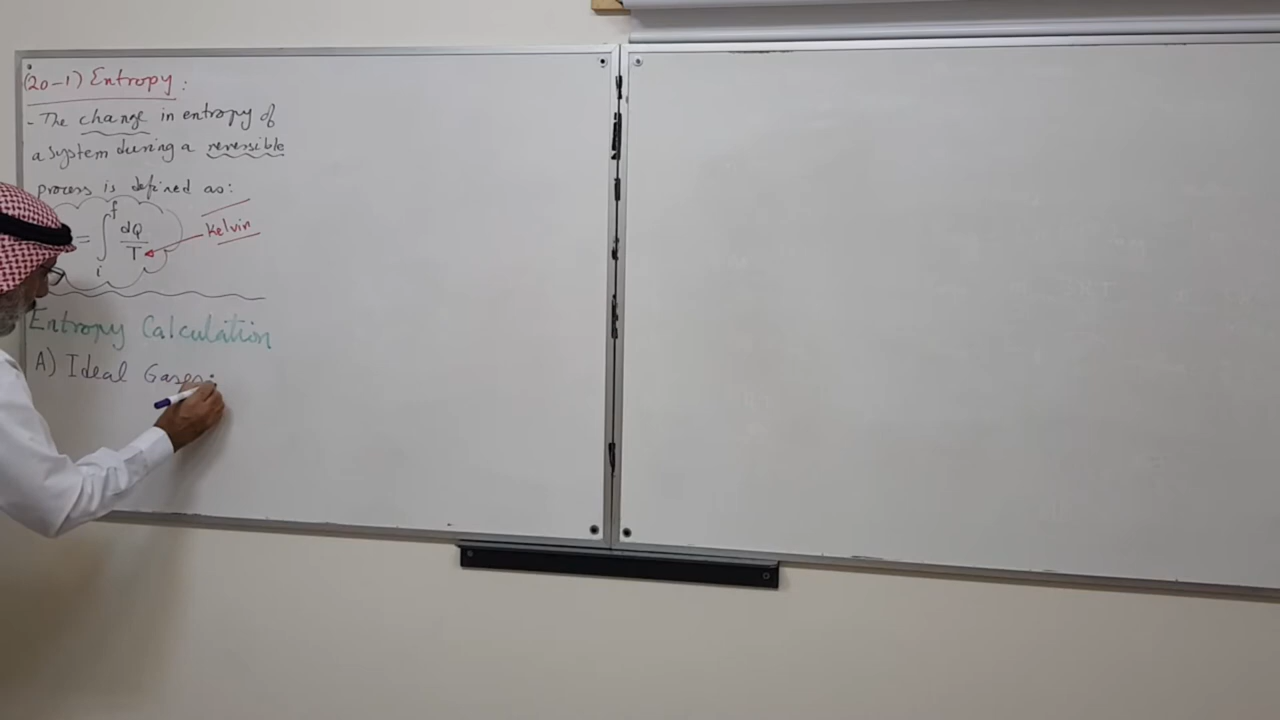 (20-1) Entropy:
- The change in entropy of
a system during a reversible
process is defined as:
= ∫ᵢᶠ dQ/T Kelvin
Entropy Calculation
A) Ideal Gases: